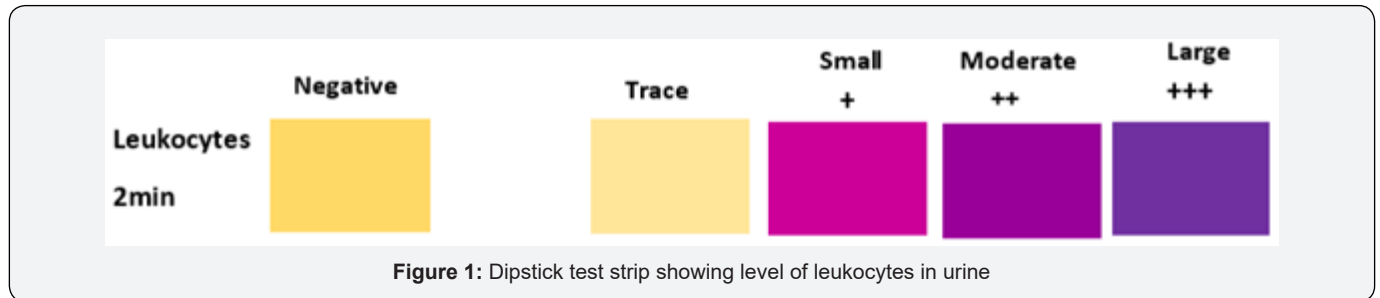 Negative
Trace
Small
+
Moderate
++
Large
+++
Leukocytes
2min
Figure 1: Dipstick test strip showing level of leukocytes in urine